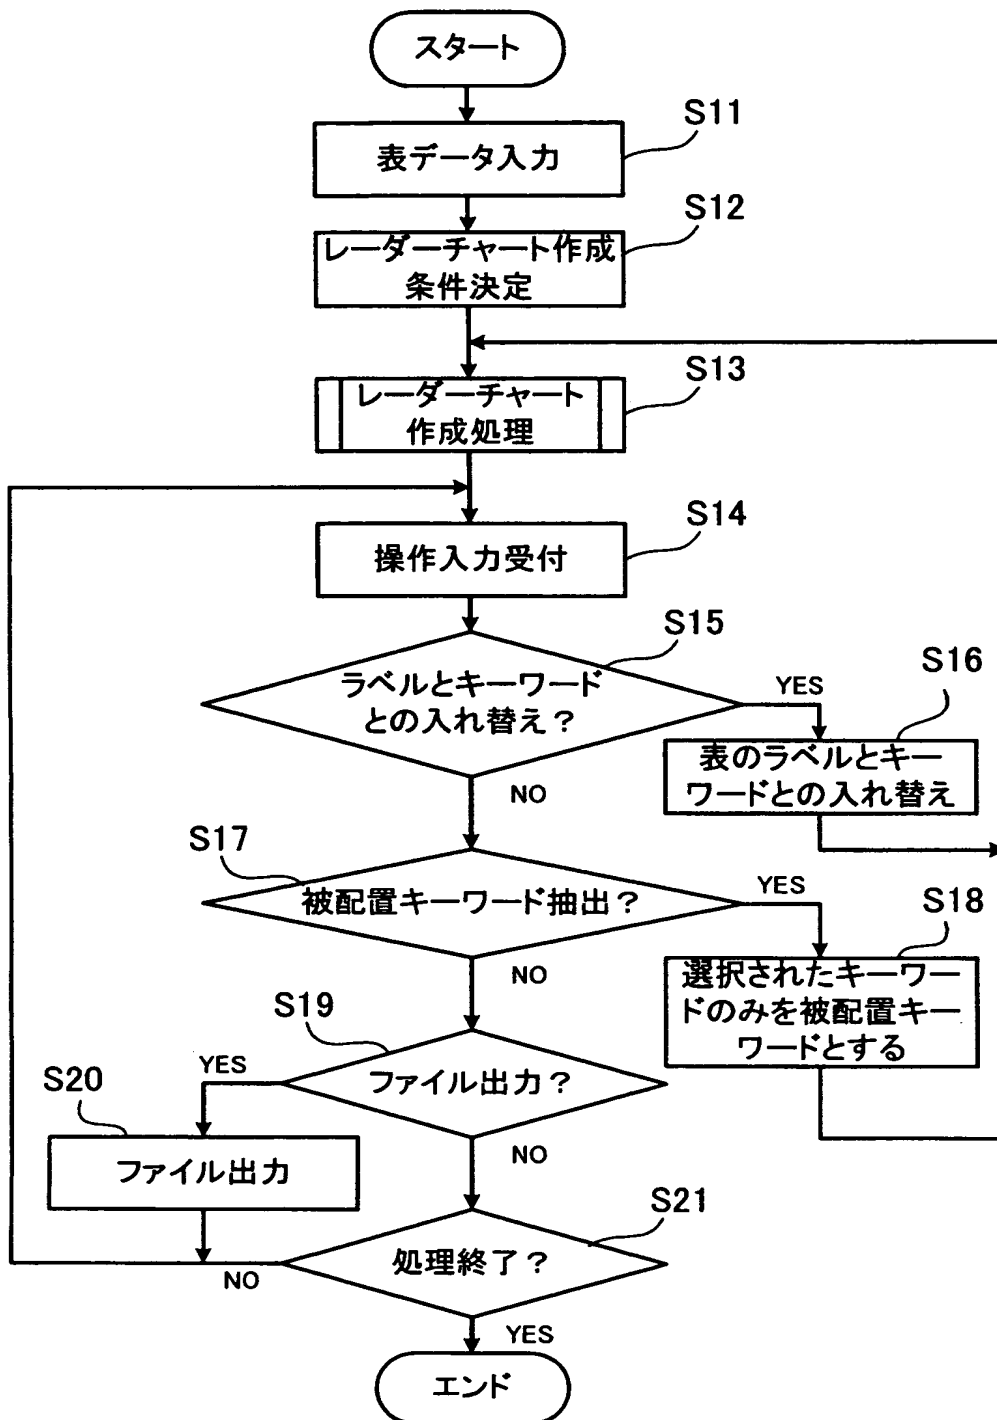 スタート
S11
表データ入力
S12
レーダーチャート作成
条件決定
S13
レーダーチャート
作成処理
S14
操作入力受付
S15
ラベルとキーワード
との入れ替え？
YES
NO
S16
表のラベルとキー
ワードとの入れ替え
S17
被配置キーワード抽出？
YES
NO
S18
選択されたキーワー
ドのみを被配置キー
ワードとする
S19
ファイル出力？
YES
NO
S20
ファイル出力
S21
処理終了？
NO
YES
エンド